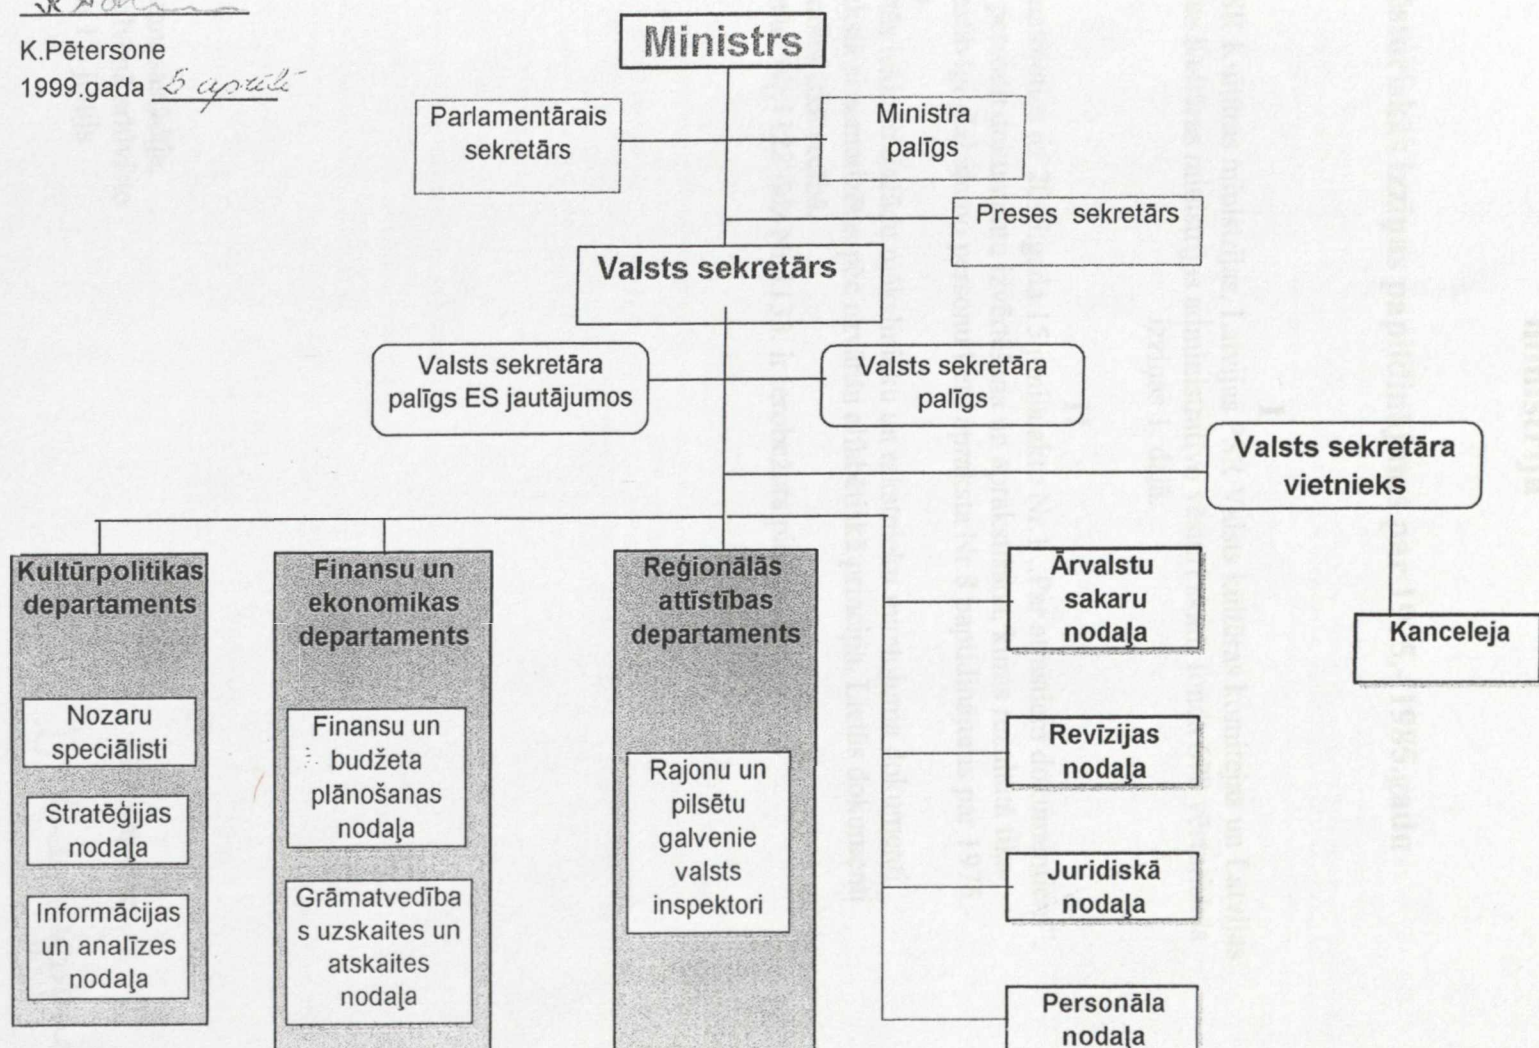 K.Pētersone
1999.gada 5 aprīlī
Ministrs
Parlamentārais
sekretārs
Ministra
palīgs
Preses sekretārs
Valsts sekretārs
Valsts sekretāra
palīgs ES jautājumos
Valsts sekretāra
palīgs
Valsts sekretāra
vietnieks
Kanceleja
Kultūrpolitikas
departaments
Nozaru
speciālisti
Stratēģijas
nodaļa
Informācijas
un analīzes
nodaļa
Finansu un
ekonomikas
departaments
Finansu un
budžeta
plānošanas
nodaļa
Grāmatvedība
s uzskaites un
atskaites
nodaļa
Reģionālās
attīstības
departaments
Rajonu un
pilsētu
galvenie
valsts
inspektori
Ārvalstu
sakaru
nodaļa
Revīzijas
nodaļa
Juridiskā
nodaļa
Personāla
nodaļa